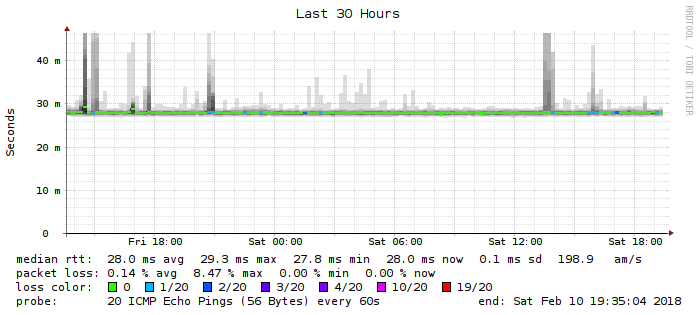 Last 30 Hours
RRDTOOL / TOBI OETIKER
Seconds
40 m
30 m
20 m
10 m
0
Fri 18:00 Sat 00:00 Sat 06:00 Sat 12:00 Sat 18:00
median rtt: 28.0 ms avg 29.3 ms max 27.8 ms min 28.0 ms now 0.1 ms sd 198.9 am/s
packet loss: 0.14 % avg 8.47 % max 0.00 % min 0.00 % now
loss color: 0 1/20 2/20 3/20 4/20 10/20 19/20
probe: 20 ICMP Echo Pings (56 Bytes) every 60s end: Sat Feb 10 19:35:04 2018